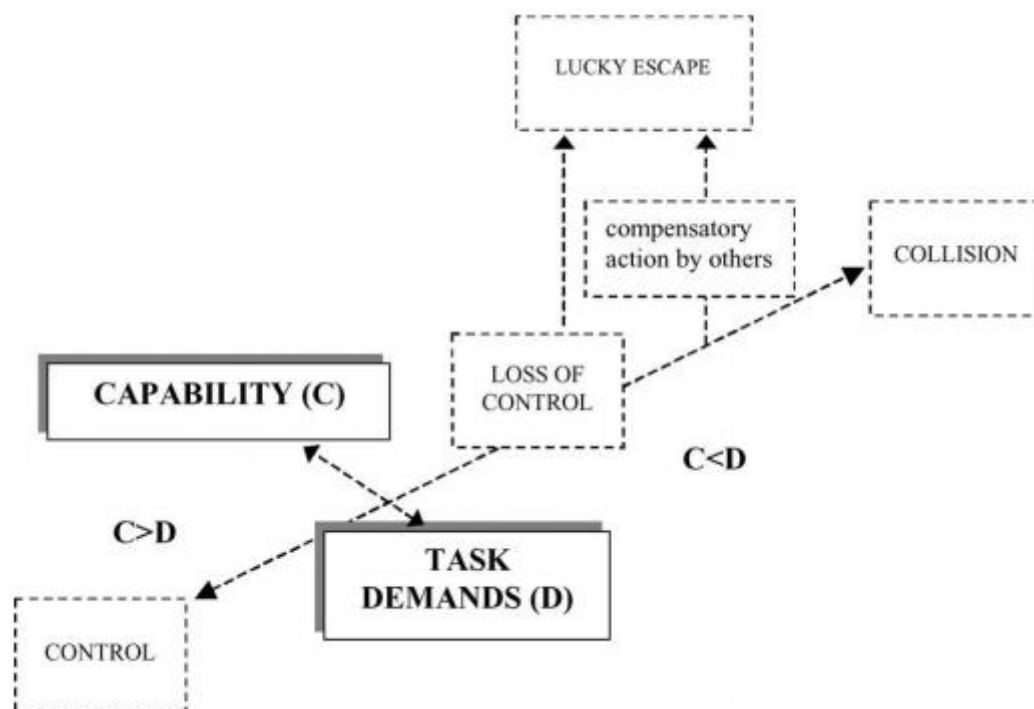 LUCKY ESCAPE
compensatory
action by others
COLLISION
LOSS OF
CONTROL
CAPABILITY (C)
C<D
C>D
TASK
DEMANDS (D)
CONTROL